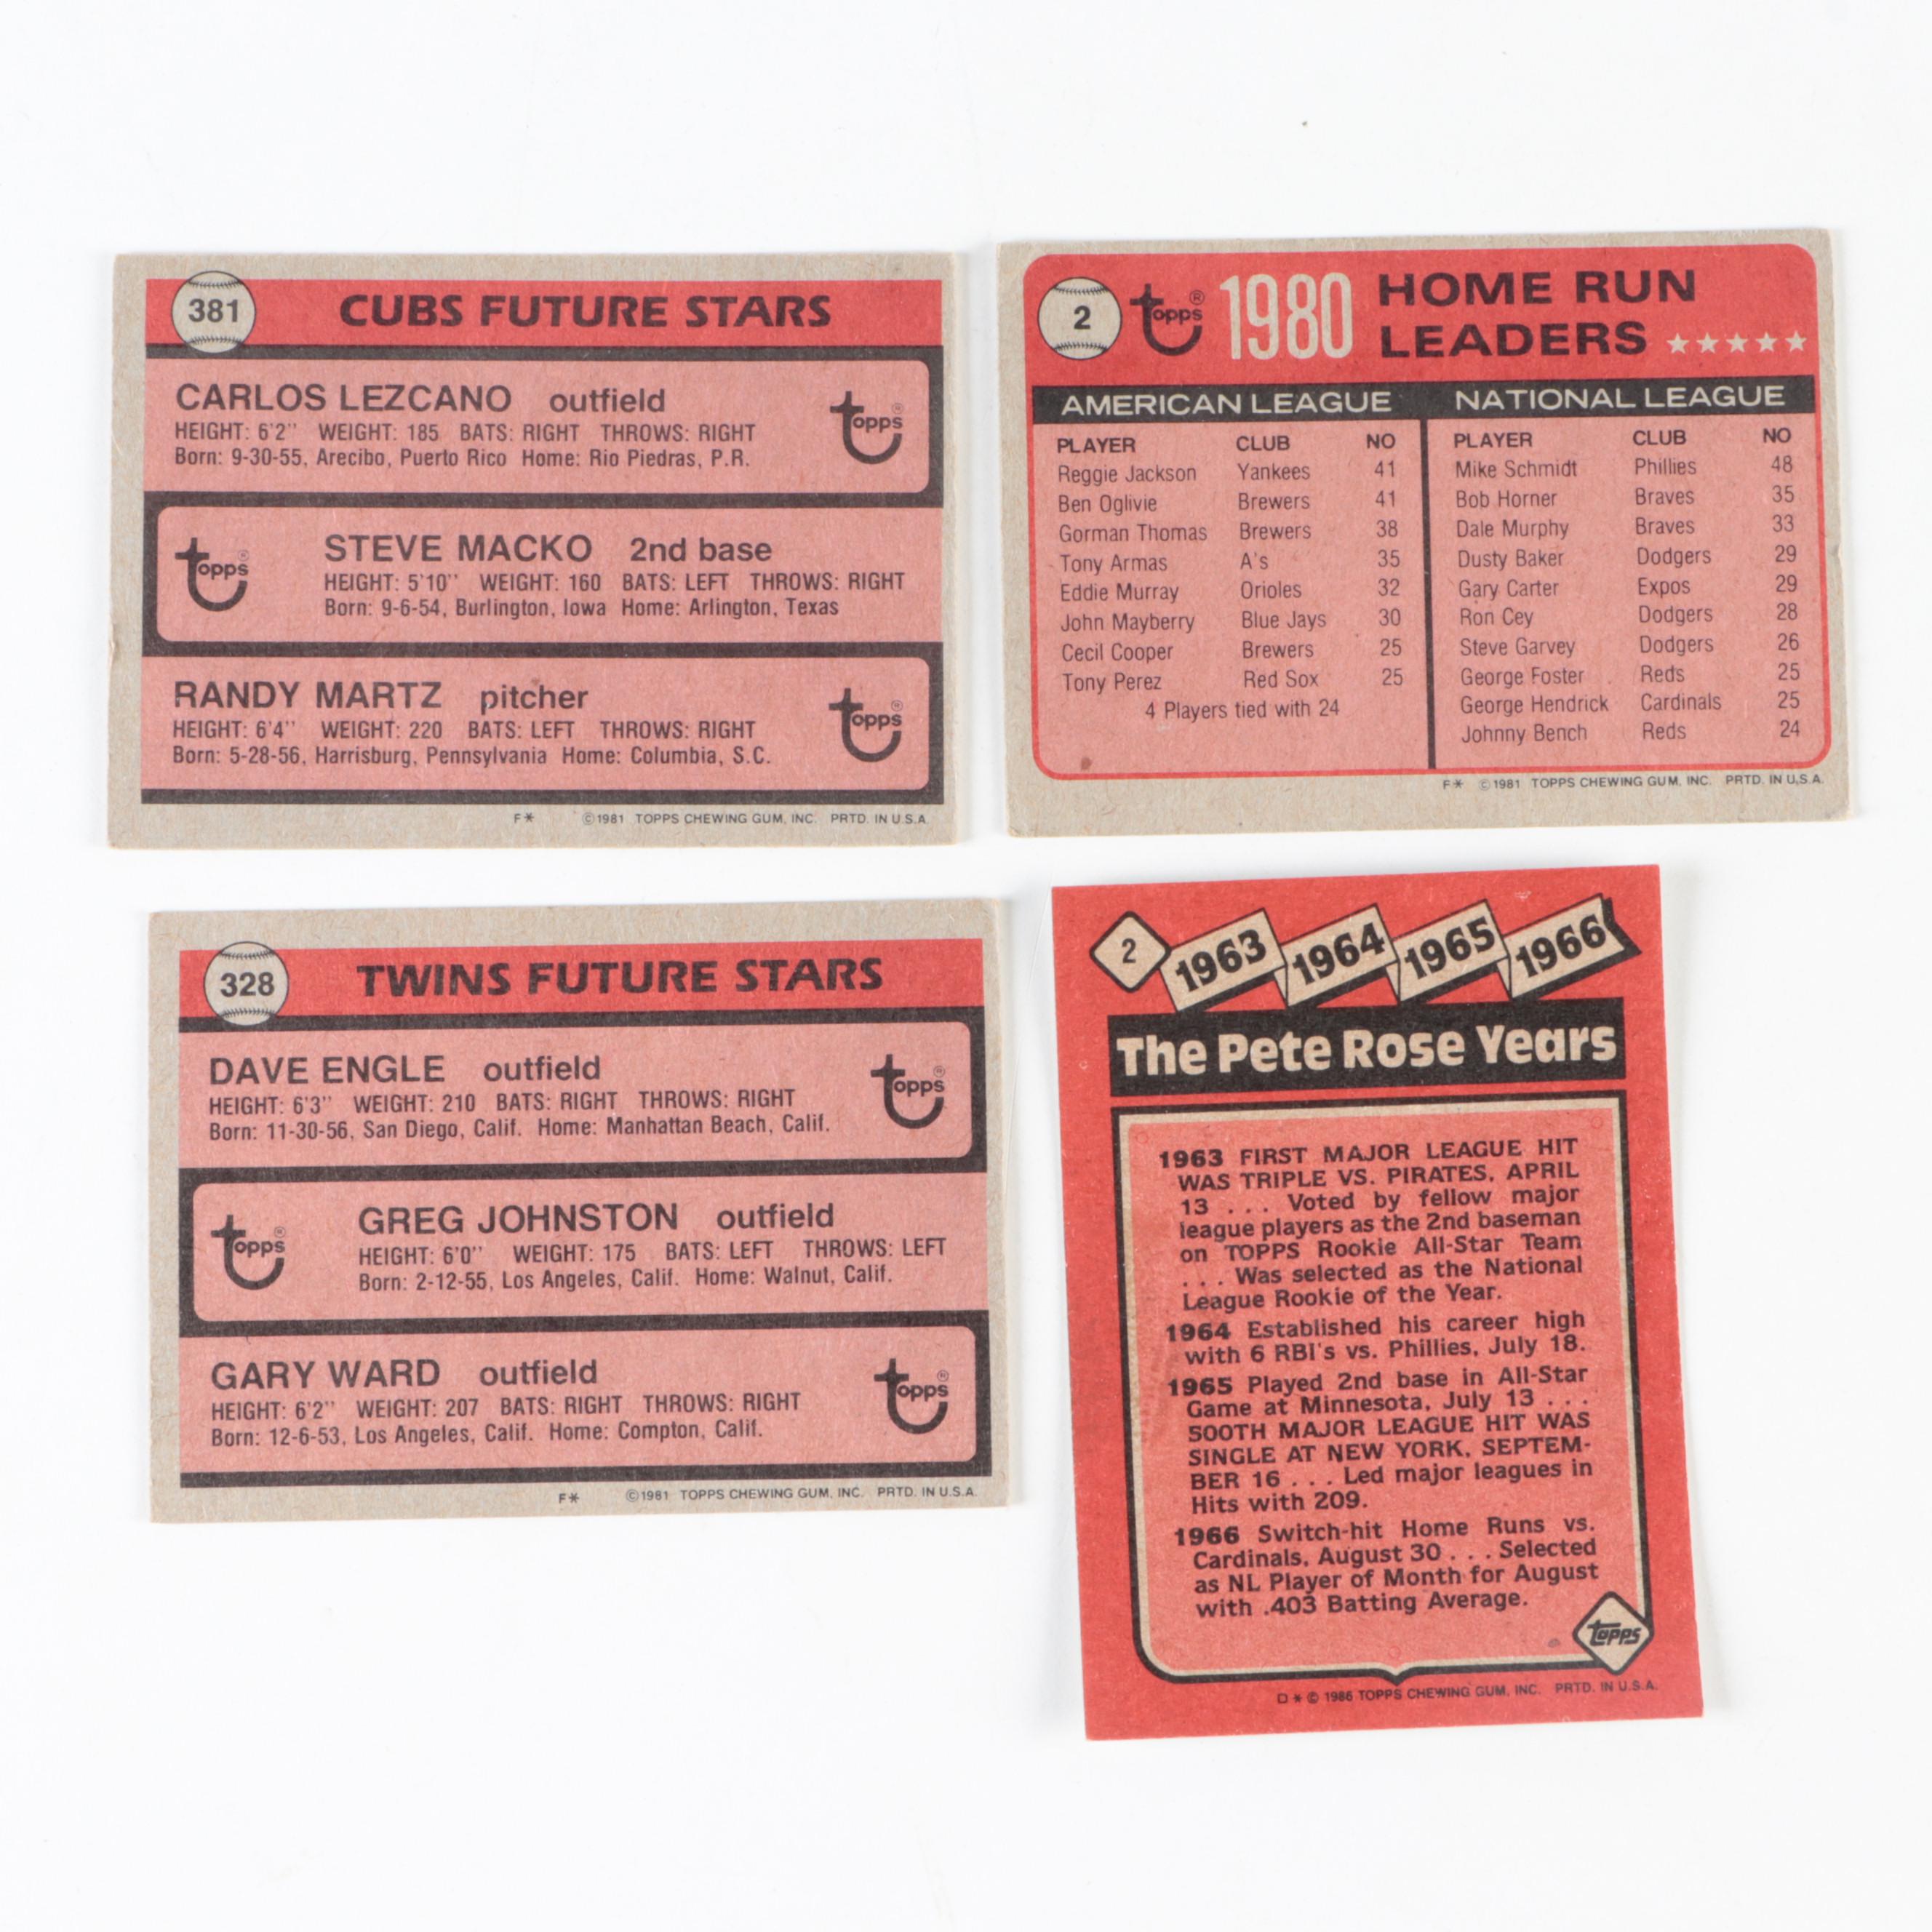 381
CUBS FUTURE STARS
CARLOS LEZCANO outfield
HEIGHT: 6'2" WEIGHT: 185 BATS: RIGHT THROWS: RIGHT
Born: 9-30-55, Arecibo, Puerto Rico Home: Rio Piedras, P.R.
topps®
topps®
STEVE MACKO 2nd base
HEIGHT: 5'10" WEIGHT: 160 BATS: LEFT THROWS: RIGHT
Born: 9-6-54, Burlington, Iowa Home: Arlington, Texas
RANDY MARTZ pitcher
HEIGHT: 6'4" WEIGHT: 220 BATS: LEFT THROWS: RIGHT
Born: 5-28-56, Harrisburg, Pennsylvania Home: Columbia, S.C.
topps®
F* ©1981 TOPPS CHEWING GUM, INC. PRTD. IN U.S.A.
2 topps® 1980 HOME RUN
LEADERS ★★★★★
AMERICAN LEAGUE NATIONAL LEAGUE
PLAYER CLUB NO PLAYER CLUB NO
Reggie Jackson Yankees 41 Mike Schmidt Phillies 48
Ben Oglivie Brewers 41 Bob Horner Braves 35
Gorman Thomas Brewers 38 Dale Murphy Braves 33
Tony Armas A's 35 Dusty Baker Dodgers 29
Eddie Murray Orioles 32 Gary Carter Expos 29
John Mayberry Blue Jays 30 Ron Cey Dodgers 28
Cecil Cooper Brewers 25 Steve Garvey Dodgers 26
Tony Perez Red Sox 25 George Foster Reds 25
4 Players tied with 24 George Hendrick Cardinals 25
Johnny Bench Reds 24
F* ©1981 TOPPS CHEWING GUM, INC. PRTD. IN U.S.A.
328
TWINS FUTURE STARS
DAVE ENGLE outfield
HEIGHT: 6'3" WEIGHT: 210 BATS: RIGHT THROWS: RIGHT
Born: 11-30-56, San Diego, Calif. Home: Manhattan Beach, Calif.
topps®
topps®
GREG JOHNSTON outfield
HEIGHT: 6'0" WEIGHT: 175 BATS: LEFT THROWS: LEFT
Born: 2-12-55, Los Angeles, Calif. Home: Walnut, Calif.
GARY WARD outfield
HEIGHT: 6'2" WEIGHT: 207 BATS: RIGHT THROWS: RIGHT
Born: 12-6-53, Los Angeles, Calif. Home: Compton, Calif.
topps®
F* ©1981 TOPPS CHEWING GUM, INC. PRTD. IN U.S.A.
2 1963 1964 1965 1966
The Pete Rose Years
1963 FIRST MAJOR LEAGUE HIT
WAS TRIPLE VS. PIRATES, APRIL
13 . . . Voted by fellow major
league players as the 2nd baseman
on TOPPS Rookie All-Star Team
. . . Was selected as the National
League Rookie of the Year.
1964 Established his career high
with 6 RBI's vs. Phillies, July 18.
1965 Played 2nd base in All-Star
Game at Minnesota, July 13 . . .
500TH MAJOR LEAGUE HIT WAS
SINGLE AT NEW YORK, SEPTEM-
BER 16 . . . Led major leagues in
Hits with 209.
1966 Switch-hit Home Runs vs.
Cardinals, August 30 . . . Selected
as NL Player of Month for August
with .403 Batting Average.
topps
D * © 1986 TOPPS CHEWING GUM, INC. PRTD. IN U.S.A.